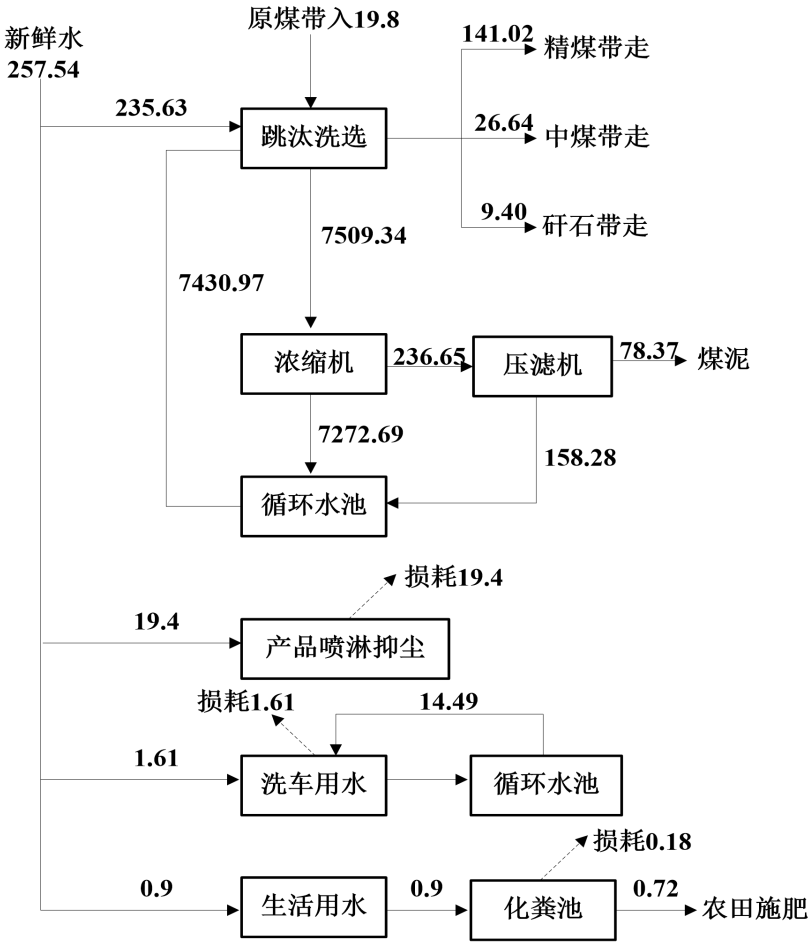 原煤带入19.8
新鲜水
257.54
141.02
精煤带走
235.63
跳汰洗选
26.64
中煤带走
9.40
矸石带走
7509.34
7430.97
浓缩机
236.65
压滤机
78.37
煤泥
7272.69
158.28
循环水池
损耗19.4
19.4
产品喷淋抑尘
损耗1.61
14.49
1.61
洗车用水
循环水池
损耗0.18
0.9
生活用水
0.9
化粪池
0.72
农田施肥